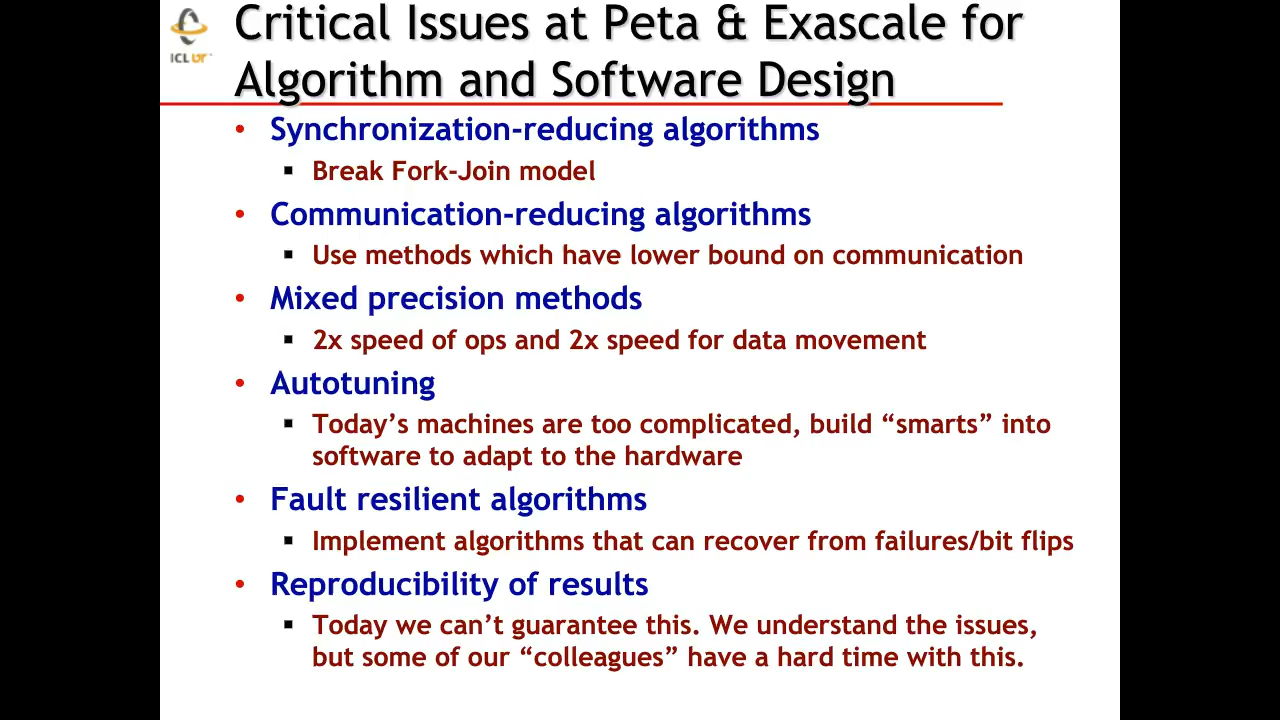 ICL UT
Critical Issues at Peta & Exascale for
Algorithm and Software Design
• Synchronization-reducing algorithms
▪ Break Fork-Join model
• Communication-reducing algorithms
▪ Use methods which have lower bound on communication
• Mixed precision methods
▪ 2x speed of ops and 2x speed for data movement
• Autotuning
▪ Today’s machines are too complicated, build “smarts” into
software to adapt to the hardware
• Fault resilient algorithms
▪ Implement algorithms that can recover from failures/bit flips
• Reproducibility of results
▪ Today we can’t guarantee this. We understand the issues,
but some of our “colleagues” have a hard time with this.